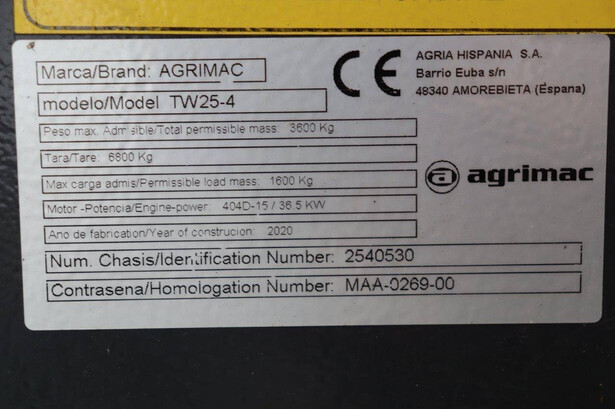 AGRIA HISPANIA S.A.
Barrio Euba s/n
48340 AMOREBIETA (Espana)
CE
Marca/Brand: AGRIMAC
modelo/Model TW25-4
Peso max. Admisible/Total permissible mass: 3600 Kg
Tara/Tare: 6800 Kg
Max carga admis/Permissible load mass: 1600 Kg
Motor -Potencia/Engine-power: 404D-15 / 36.5 KW
Ano de fabrication/Year of construcion: 2020
Num. Chasis/Identification Number: 2540530
Contrasena/Homologation Number: MAA-0269-00
a agrimac